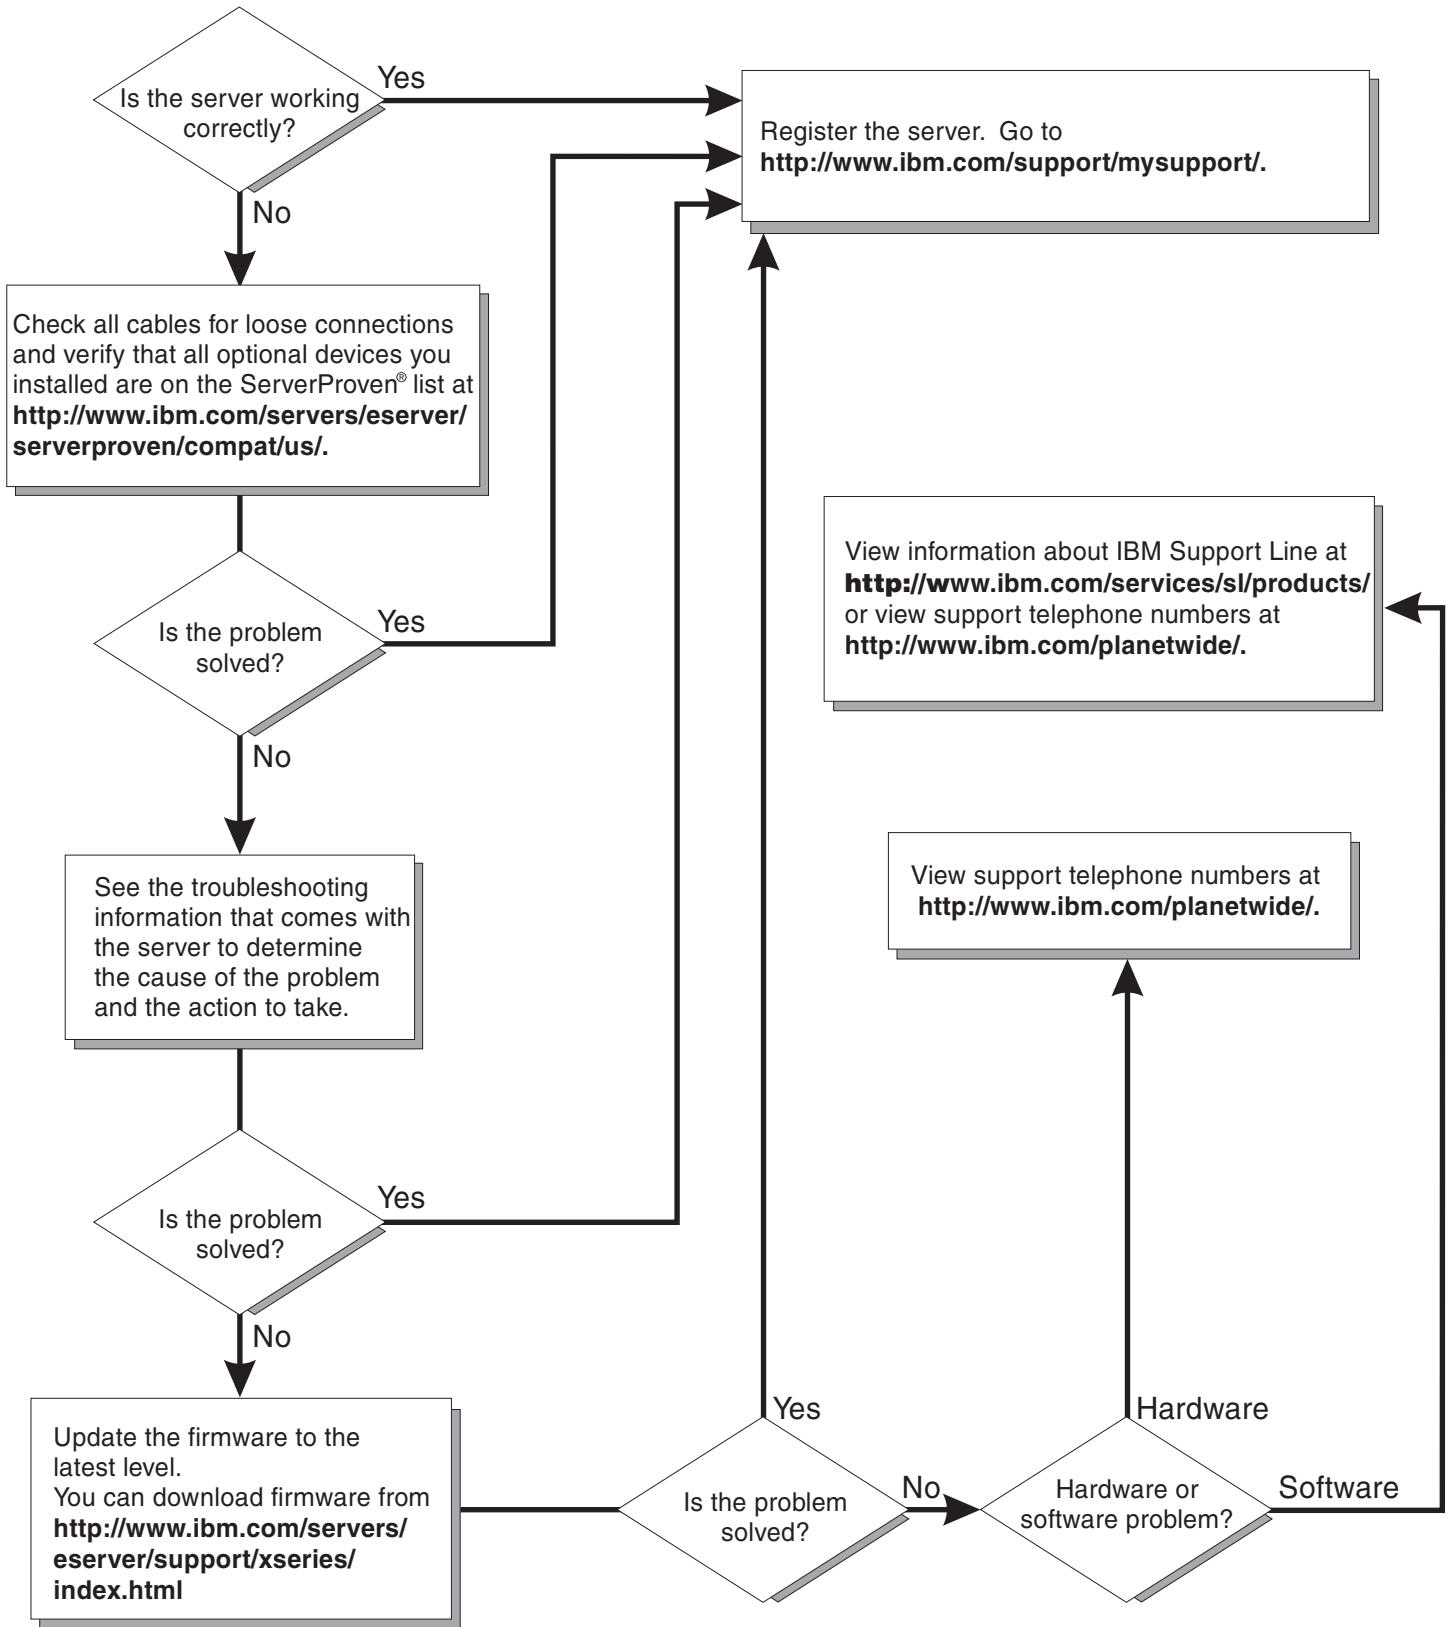 Is the server working
correctly?
Yes
No
Register the server. Go to
http://www.ibm.com/support/mysupport/.
Check all cables for loose connections
and verify that all optional devices you
installed are on the ServerProven® list at
http://www.ibm.com/servers/eserver/
serverproven/compat/us/.
Is the problem
solved?
Yes
No
View information about IBM Support Line at
http://www.ibm.com/services/sl/products/
or view support telephone numbers at
http://www.ibm.com/planetwide/.
See the troubleshooting
information that comes with
the server to determine
the cause of the problem
and the action to take.
View support telephone numbers at
http://www.ibm.com/planetwide/.
Is the problem
solved?
Yes
No
Update the firmware to the
latest level.
You can download firmware from
http://www.ibm.com/servers/
eserver/support/xseries/
index.html
Is the problem
solved?
Yes
No
Hardware or
software problem?
Hardware
Software